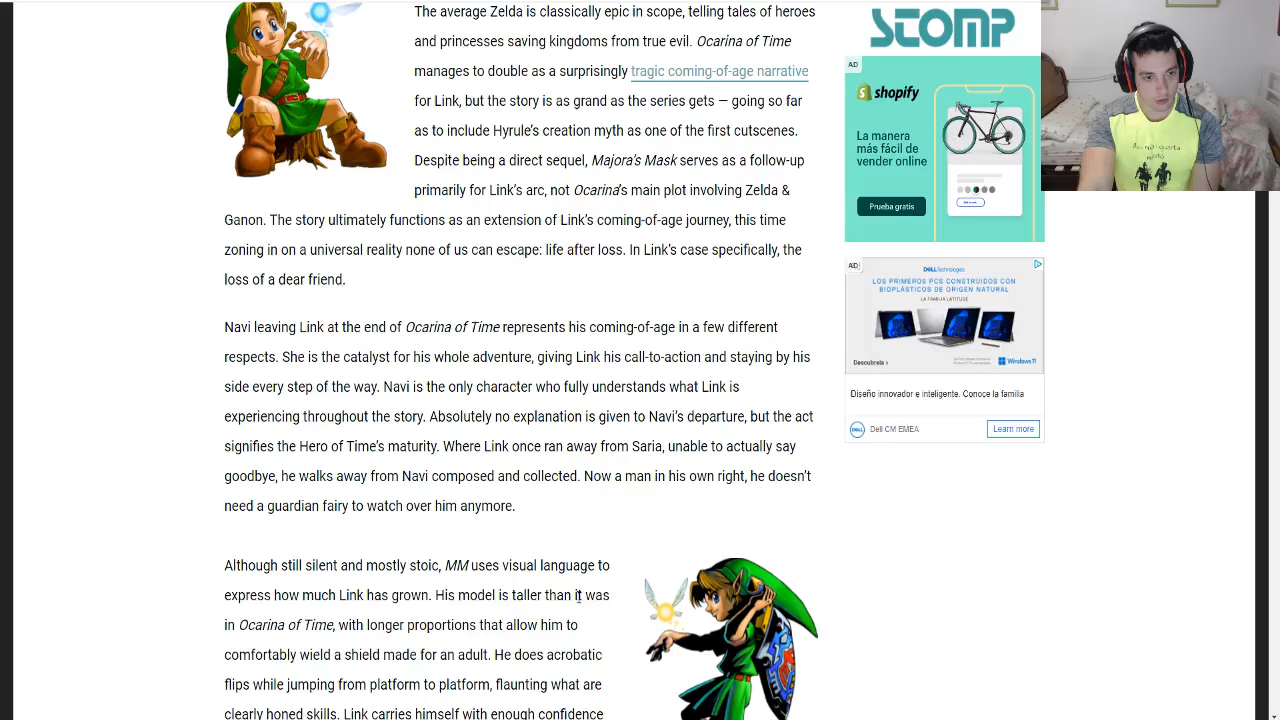 The average Zelda is classically epic in scope, telling tales of heroes
and princesses saving kingdoms from true evil. Ocarina of Time
manages to double as a surprisingly tragic coming-of-age narrative
for Link, but the story is as grand as the series gets — going so far
as to include Hyrule's creation myth as one of the first cutscenes.
Despite being a direct sequel, Majora's Mask serves as a follow-up
primarily for Link's arc, not Ocarina's main plot involving Zelda &
Ganon. The story ultimately functions as an extension of Link's coming-of-age journey, this time
zoning in on a universal reality none of us can escape: life after loss. In Link's case specifically, the
loss of a dear friend.
Navi leaving Link at the end of Ocarina of Time represents his coming-of-age in a few different
respects. She is the catalyst for his whole adventure, giving Link his call-to-action and staying by his
side every step of the way. Navi is the only character who fully understands what Link is
experiencing throughout the story. Absolutely no explanation is given to Navi's departure, but the act
signifies the Hero of Time's maturity. Where Link once ran away from Saria, unable to actually say
goodbye, he walks away from Navi composed and collected. Now a man in his own right, he doesn't
need a guardian fairy to watch over him anymore.
Although still silent and mostly stoic, MM uses visual language to
express how much Link has grown. His model is taller than it was
in Ocarina of Time, with longer proportions that allow him to
comfortably wield a shield made for an adult. He does acrobatic
flips while jumping from platform to platform, flaunting what are
clearly honed skills. Link carries himself with enough confidence
STOMP
AD
shopify
La manera
más fácil de
vender online
Prueba gratis
AD
DELL Technologies
LOS PRIMEROS PCS CONSTRUIDOS CON
BIOPLÁSTICOS DE ORIGEN NATURAL
LA FAMILIA LATITUDE
Descubrela >
Windows 11
Diseño innovador e inteligente. Conoce la familia
DELL
Dell CM EMEA
Learn more